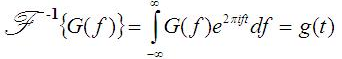 ℱ⁻¹{G(f)} = ∫_{-∞}^{∞} G(f)e^{2πift}df = g(t)